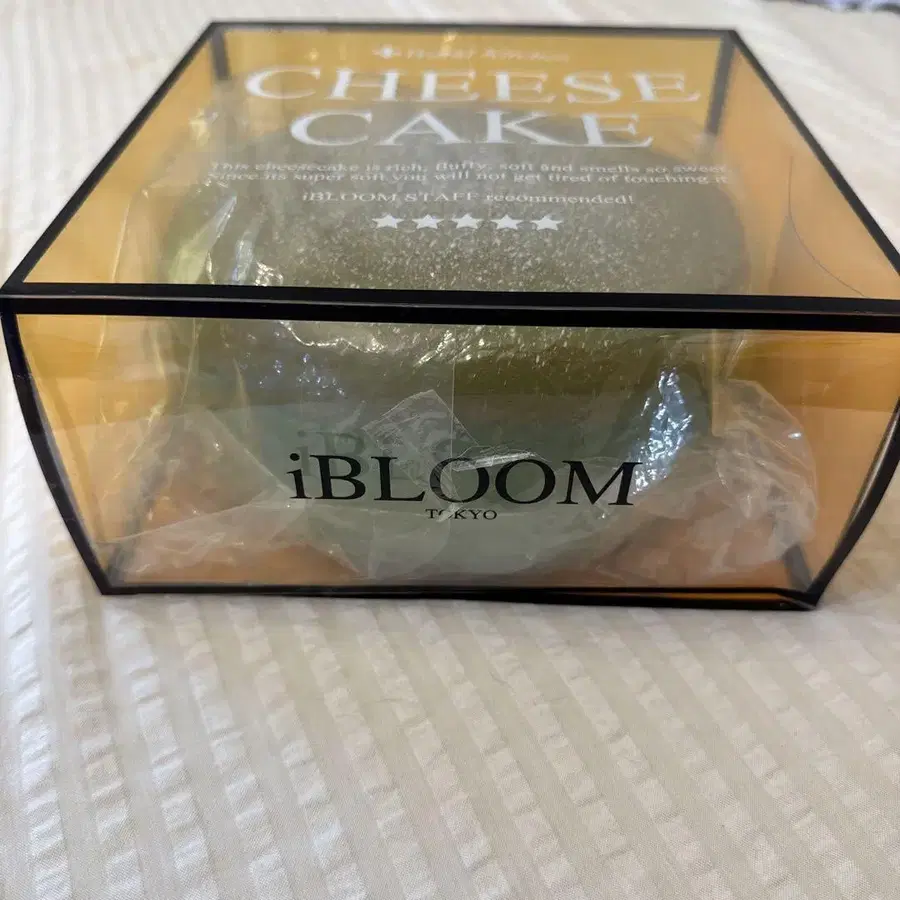 CHEESE
CAKE
This cheesecake is rich, fluffy, soft and smells so sweet.
Since its super soft you will not get tired of touching it.
iBLOOM STAFF recommended!
iBLOOM
TOKYO